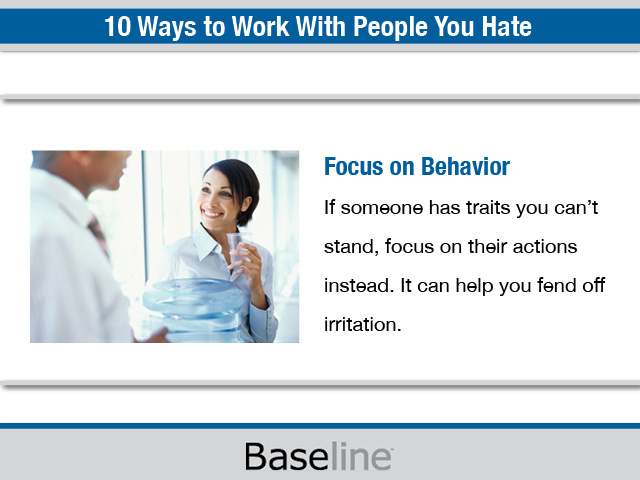 10 Ways to Work With People You Hate
Focus on Behavior
If someone has traits you can’t
stand, focus on their actions
instead. It can help you fend off
irritation.
Baseline